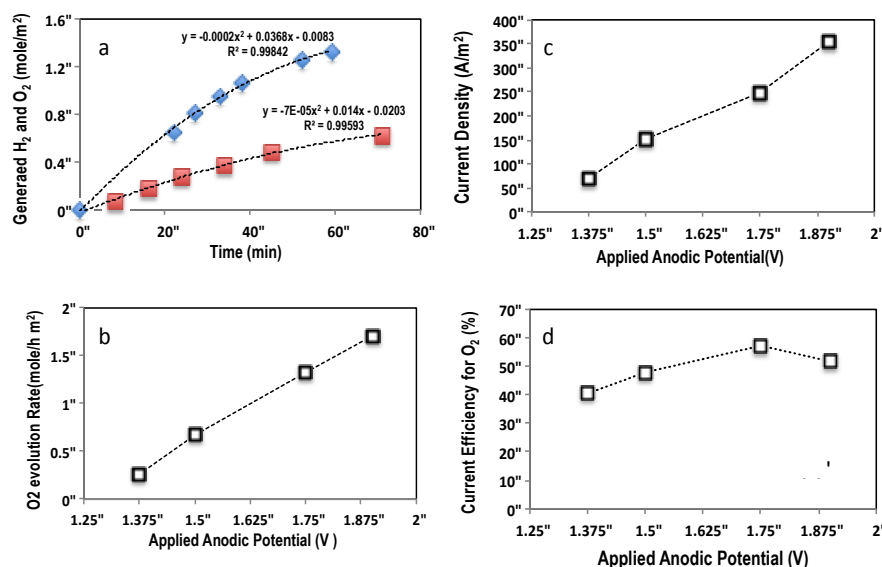 Generaed H2 and O2 (mole/m2)
1.6"
1.2"
0.8"
0.4"
0"
a
y = -0.0002x² + 0.0368x - 0.0083
R² = 0.99842
y = -7E-05x² + 0.014x - 0.0203
R² = 0.99593
0" 20" 40" 60" 80"
Time (min)
Current Density (A/m²)
400"
350"
300"
250"
200"
150"
100"
50"
0"
c
1.25" 1.375" 1.5" 1.625" 1.75" 1.875" 2"
Applied Anodic Potential(V)
O2 evolution Rate(mole/h m²)
2"
1.5"
1"
0.5"
0"
b
1.25" 1.375" 1.5" 1.625" 1.75" 1.875" 2"
Applied Anodic Potential (V )
Current Efficiency for O₂ (%)
70"
60"
50"
40"
30"
20"
10"
0"
d
1.25" 1.375" 1.5" 1.625" 1.75" 1.875" 2"
Applied Anodic Potential (V)